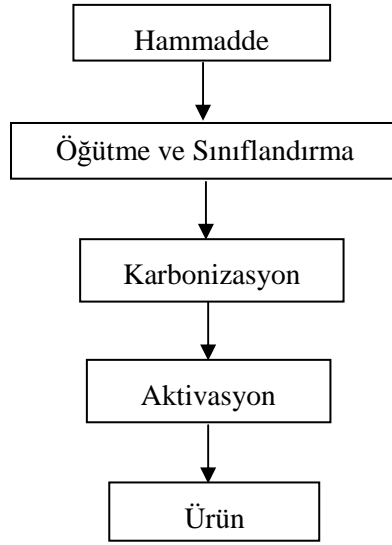 Hammadde
Öğütme ve Sınıflandırma
Karbonizasyon
Aktivasyon
Ürün